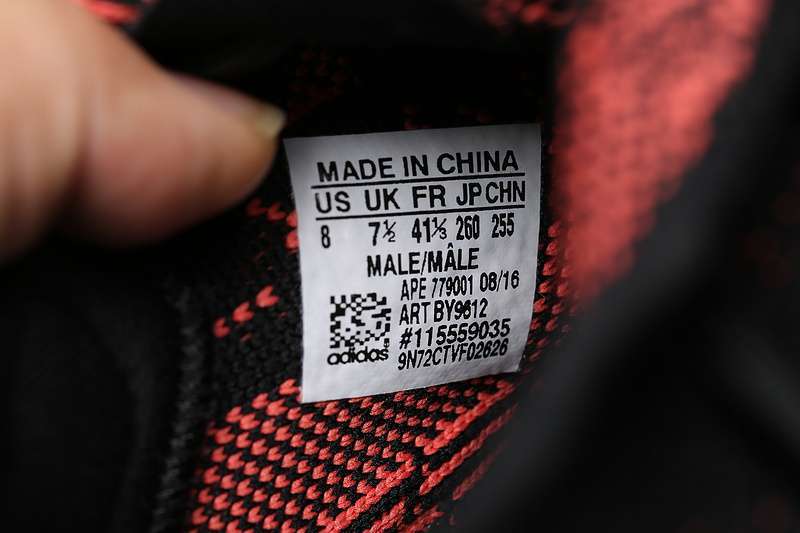 MADE IN CHINA
US UK FR JP CHN
8 7½ 41⅓ 260 255
MALE/MÂLE
APE 779001 08/16
ART BY9612
#115559035
9N72CTVF02626
adidas